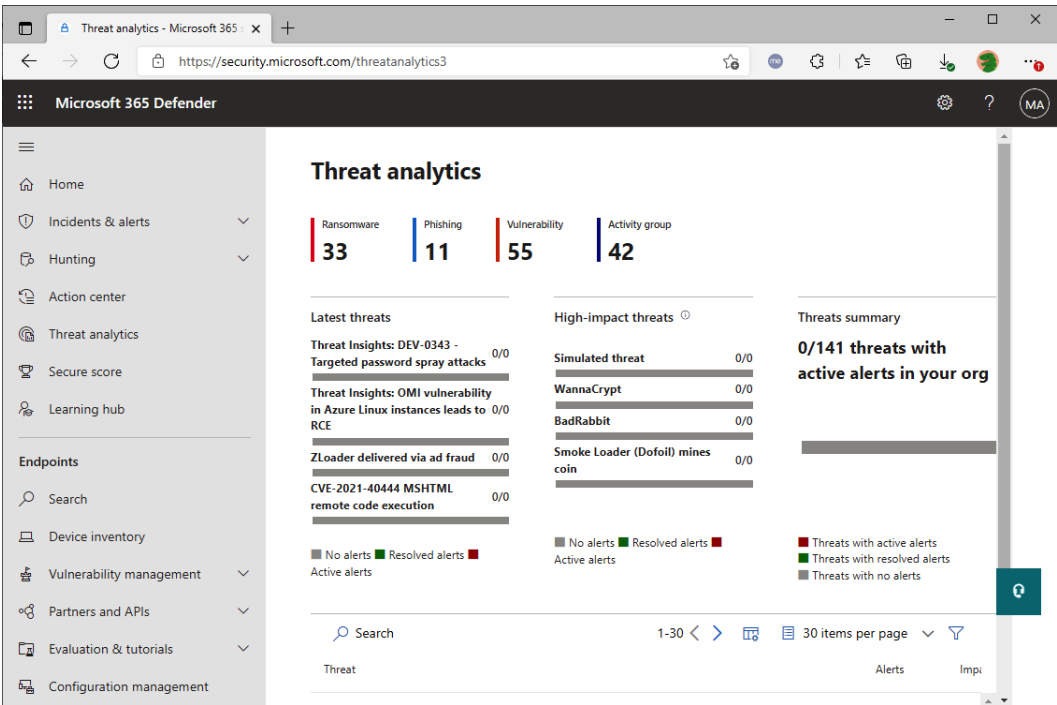 Threat analytics - Microsoft 365 s
https://security.microsoft.com/threatanalytics3
Microsoft 365 Defender
?
MA
Home
Incidents & alerts
Hunting
Action center
Threat analytics
Secure score
Learning hub
Endpoints
Search
Device inventory
Vulnerability management
Partners and APIs
Evaluation & tutorials
Configuration management
Threat analytics
Ransomware
33
Phishing
11
Vulnerability
55
Activity group
42
Latest threats
Threat Insights: DEV-0343 -
Targeted password spray attacks 0/0
Threat Insights: OMI vulnerability
in Azure Linux instances leads to 0/0
RCE
ZLoader delivered via ad fraud 0/0
CVE-2021-40444 MSHTML
remote code execution 0/0
No alerts Resolved alerts
Active alerts
High-impact threats
Simulated threat 0/0
WannaCrypt 0/0
BadRabbit 0/0
Smoke Loader (Dofoil) mines
coin 0/0
No alerts Resolved alerts
Active alerts
Threats summary
0/141 threats with
active alerts in your org
Threats with active alerts
Threats with resolved alerts
Threats with no alerts
Search 1-30 30 items per page
Threat Alerts Impa